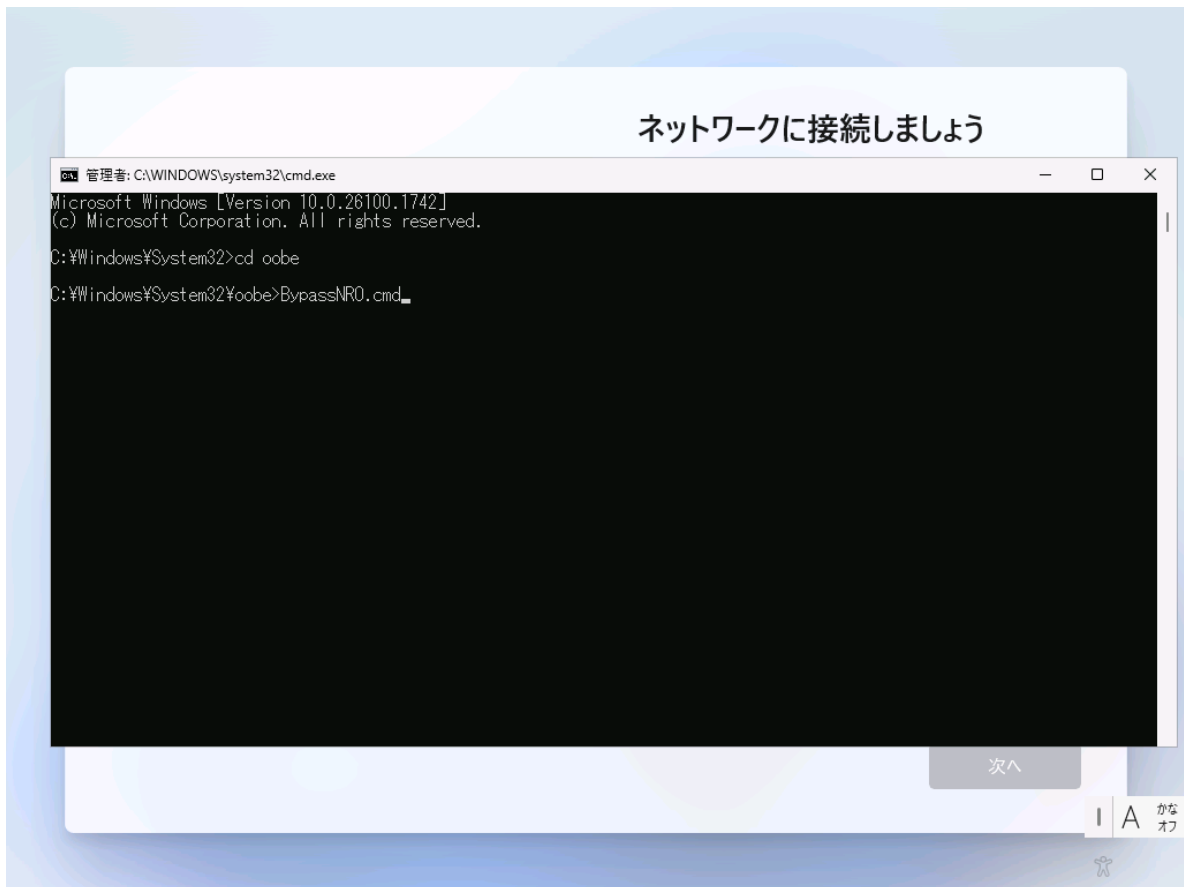 ネットワークに接続しましょう
管理者: C:\WINDOWS\system32\cmd.exe
Microsoft Windows [Version 10.0.26100.1742]
(c) Microsoft Corporation. All rights reserved.
C:¥Windows¥System32>cd oobe
C:¥Windows¥System32¥oobe>BypassNRO.cmd_
次へ
A
かな
オフ